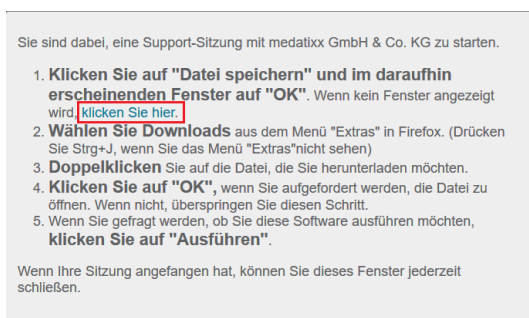 Sie sind dabei, eine Support-Sitzung mit medatixx GmbH & Co. KG zu starten.
1. Klicken Sie auf "Datei speichern" und im daraufhin
erscheinenden Fenster auf "OK". Wenn kein Fenster angezeigt
wird, klicken Sie hier.
2. Wählen Sie Downloads aus dem Menü "Extras" in Firefox. (Drücken
Sie Strg+J, wenn Sie das Menü "Extras"nicht sehen)
3. Doppelklicken Sie auf die Datei, die Sie herunterladen möchten.
4. Klicken Sie auf "OK", wenn Sie aufgefordert werden, die Datei zu
öffnen. Wenn nicht, überspringen Sie diesen Schritt.
5. Wenn Sie gefragt werden, ob Sie diese Software ausführen möchten,
klicken Sie auf "Ausführen".
Wenn Ihre Sitzung angefangen hat, können Sie dieses Fenster jederzeit
schließen.